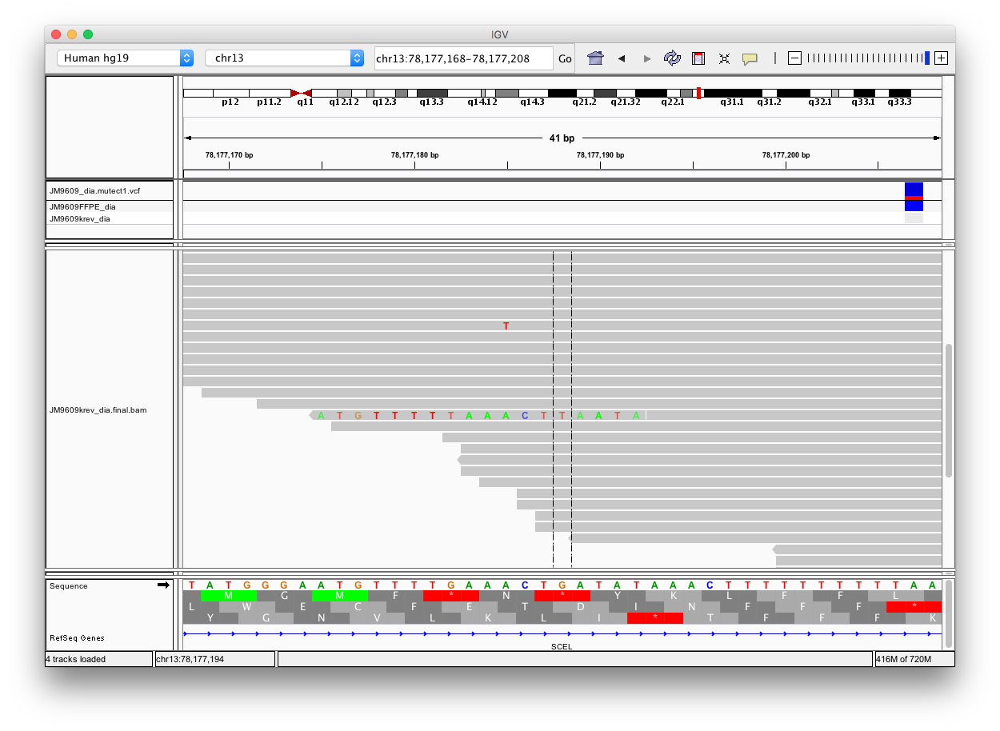 IGV
Human hg19 chr13 chr13:78,177,168-78,177,208 Go
p12 p11.2 q11 q12.12 q12.3 q13.3 q14.12 q14.3 q21.2 q21.32 q22.1 q31.1 q31.2 q32.1 q33.1 q33.3
41 bp
78,177,170 bp 78,177,180 bp 78,177,190 bp 78,177,200 bp
JM9609_dia.mutect1.vcf
JM9609FFPE_dia
JM9609krev_dia
T
JM9609krev_dia.final.bam
A T G T T T T T A A A C T T A A T A
Sequence T A T G G G A A T G T T T T G A A A C T G A T A T A A A C T T T T T T T T T T A A
M G M F * N * Y K L F F L
L W E C F E T D I N F F F *
Y G N V L K L I * T F F F K
RefSeq Genes
SCEL
4 tracks loaded chr13:78,177,194 416M of 720M